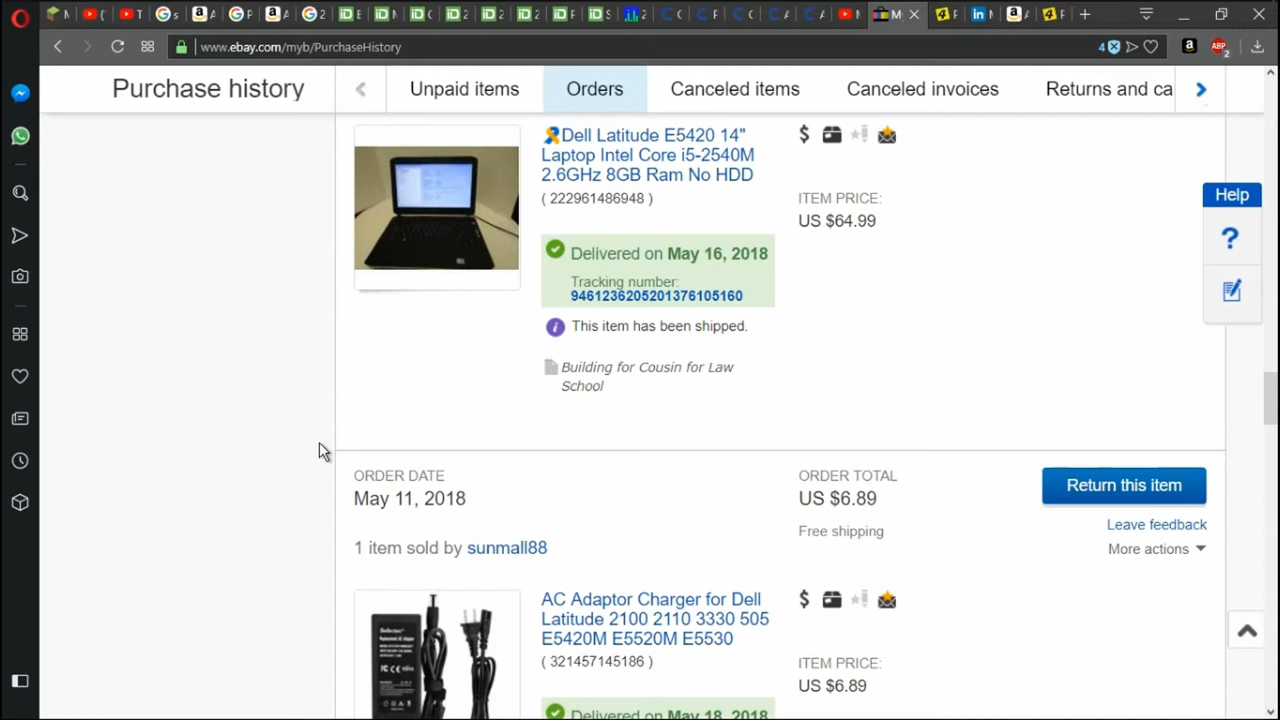 www.ebay.com/myb/PurchaseHistory
4
ABP
2
Purchase history
Unpaid items
Orders
Canceled items
Canceled invoices
Returns and ca
Dell Latitude E5420 14"
Laptop Intel Core i5-2540M
2.6GHz 8GB Ram No HDD
( 222961486948 )
ITEM PRICE:
US $64.99
Help
?
Delivered on May 16, 2018
Tracking number:
9461236205201376105160
This item has been shipped.
Building for Cousin for Law
School
ORDER DATE
May 11, 2018
ORDER TOTAL
US $6.89
Free shipping
Return this item
Leave feedback
More actions
1 item sold by sunmall88
AC Adaptor Charger for Dell
Latitude 2100 2110 3330 505
E5420M E5520M E5530
( 321457145186 )
ITEM PRICE:
US $6.89
Delivered on May 18, 2018